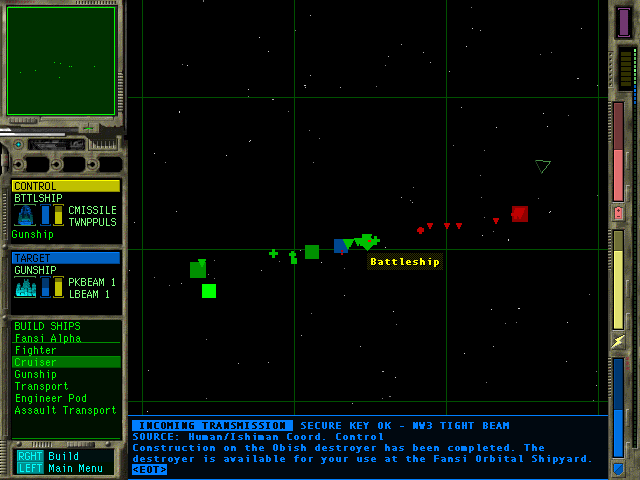 CONTROL
BTTLSHIP
CMISSILE
TWNPPULS
Gunship
TARGET
GUNSHIP
PKBEAM 1
LBEAM 1
BUILD SHIPS
Fansi Alpha
Fighter
Cruiser
Gunship
Transport
Engineer Pod
Assault Transport
RGHT Build
LEFT Main Menu
Battleship
INCOMING TRANSMISSION SECURE KEY OK - NW3 TIGHT BEAM
SOURCE: Human/Ishiman Coord. Control
Construction on the Obish destroyer has been completed. The
destroyer is available for your use at the Fansi Orbital Shipyard.
<EOT>